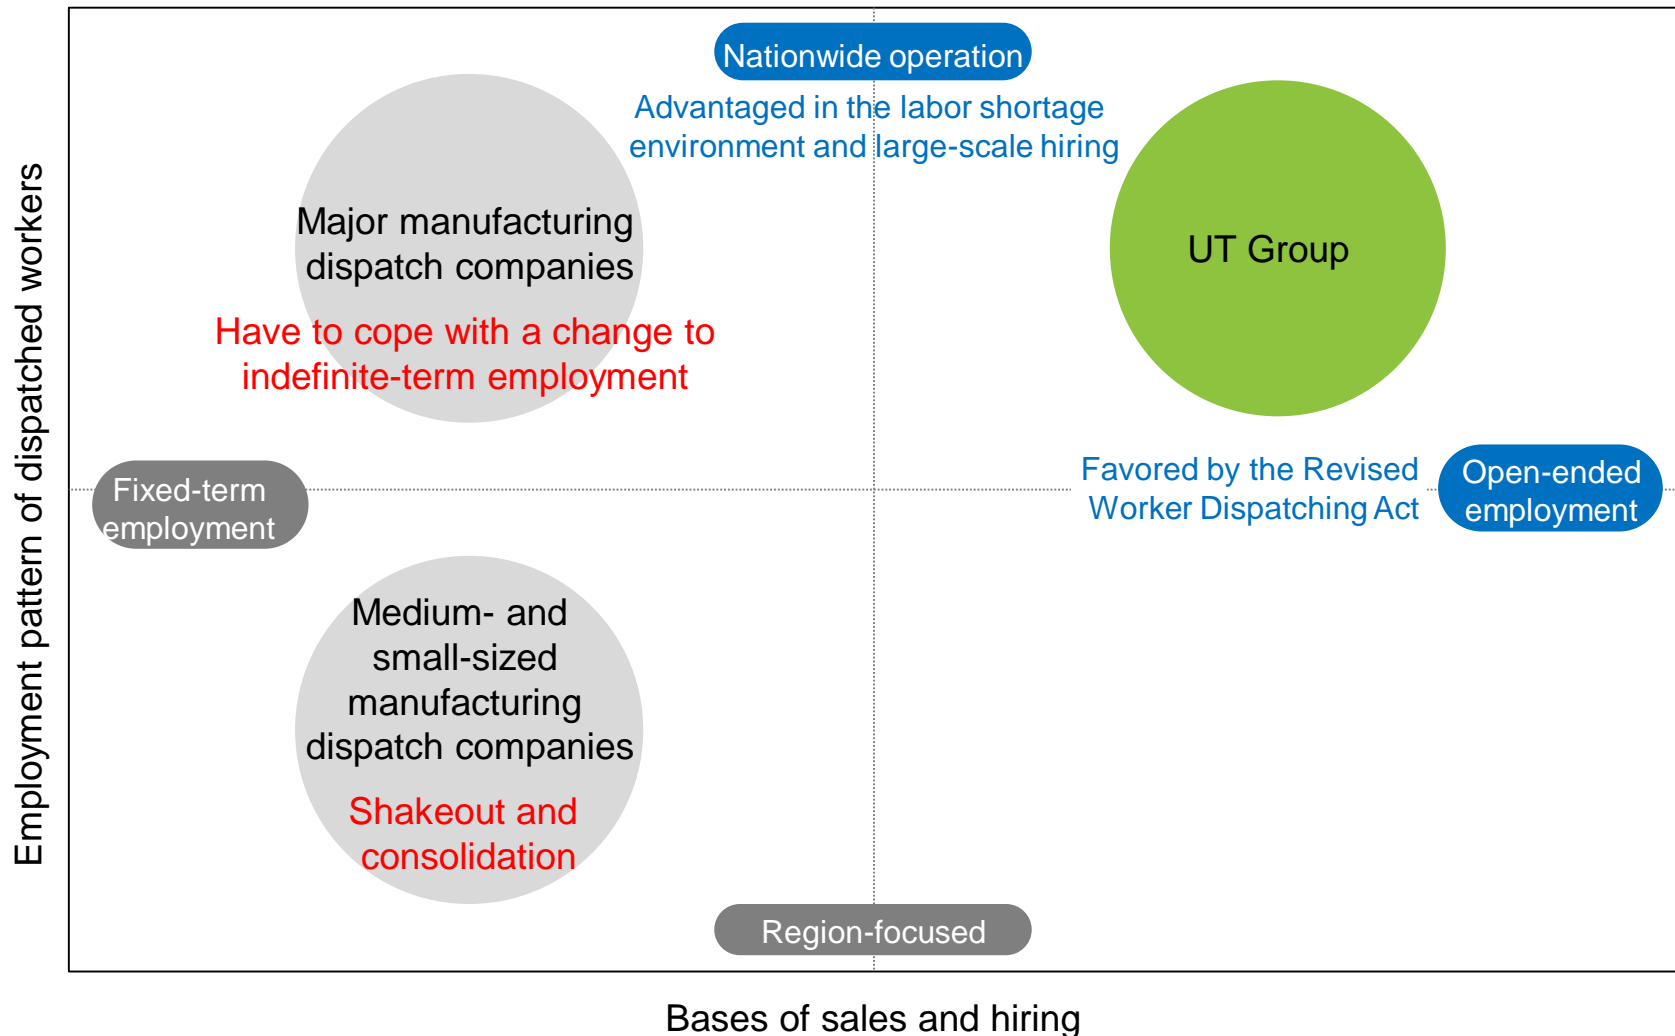 Nationwide operation
Advantaged in the labor shortage
environment and large-scale hiring
Major manufacturing
dispatch companies
Have to cope with a change to
indefinite-term employment
UT Group
Employment pattern of dispatched workers
Fixed-term
employment
Favored by the Revised
Worker Dispatching Act
Open-ended
employment
Medium- and
small-sized
manufacturing
dispatch companies
Shakeout and
consolidation
Region-focused
Bases of sales and hiring